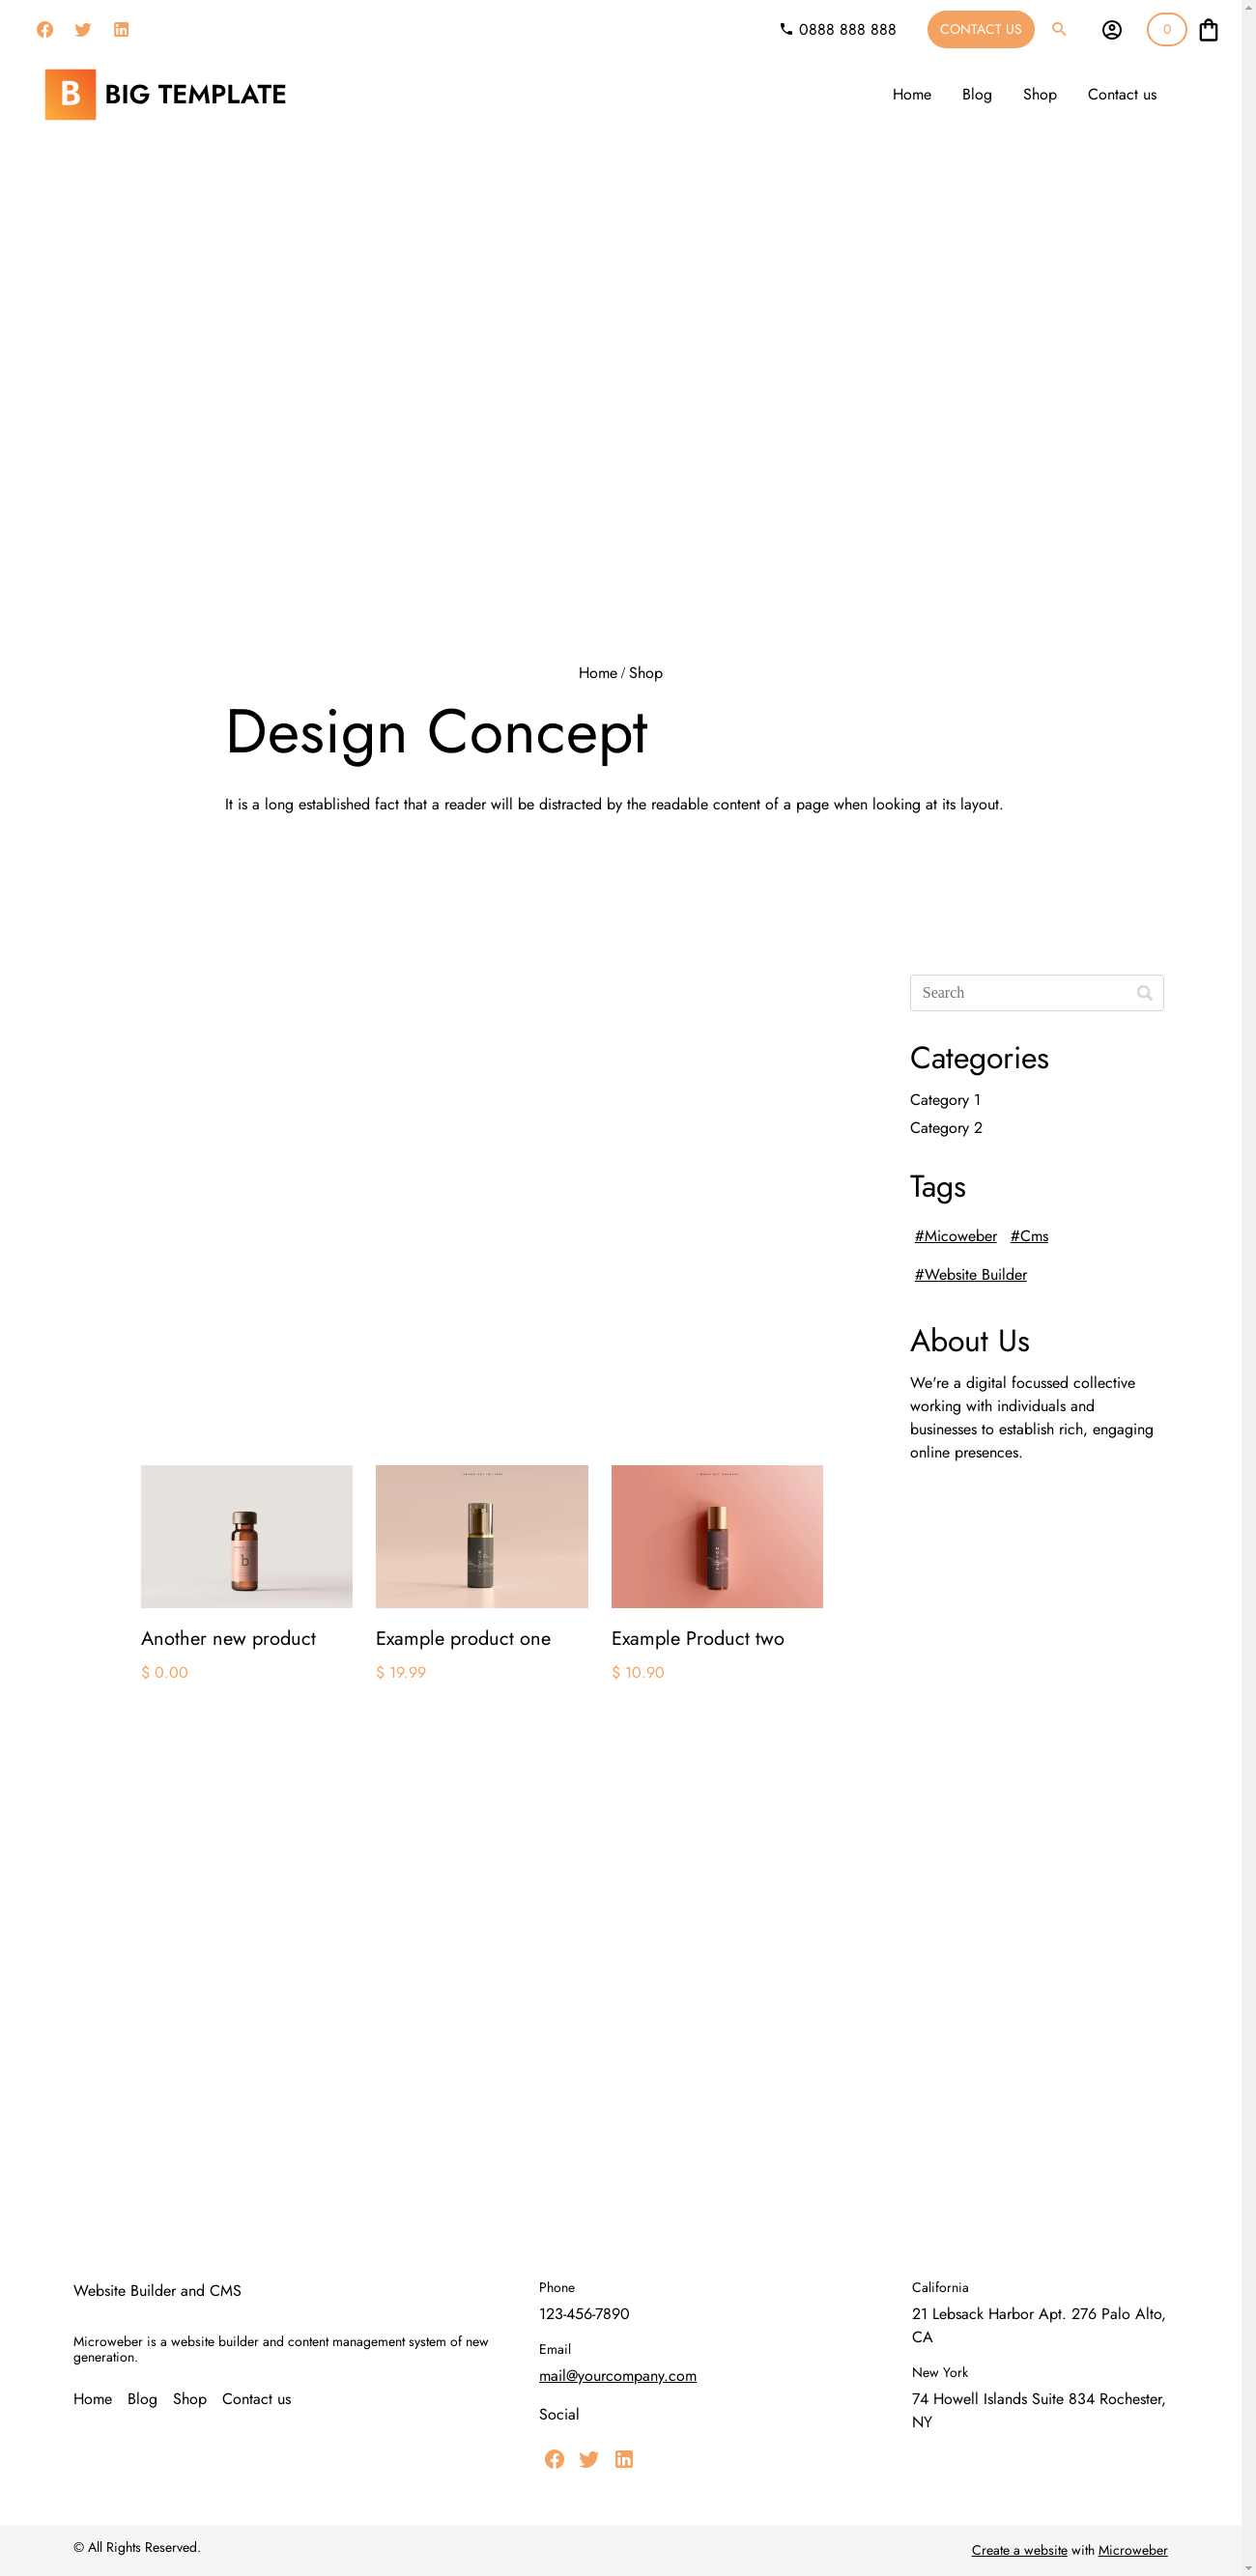 0888 888 888
CONTACT US
0
B BIG TEMPLATE
Home Blog Shop Contact us
Home / Shop
Design Concept
It is a long established fact that a reader will be distracted by the readable content of a page when looking at its layout.
Search
Categories
Category 1
Category 2
Tags
#Micoweber #Cms
#Website Builder
About Us
We're a digital focussed collective
working with individuals and
businesses to establish rich, engaging
online presences.
b
Another new product
$ 0.00
Example product one
$ 19.99
Example Product two
$ 10.90
Website Builder and CMS
Microweber is a website builder and content management system of new
generation.
Home Blog Shop Contact us
Phone
123-456-7890
Email
mail@yourcompany.com
Social
California
21 Lebsack Harbor Apt. 276 Palo Alto,
CA
New York
74 Howell Islands Suite 834 Rochester,
NY
© All Rights Reserved.
Create a website with Microweber